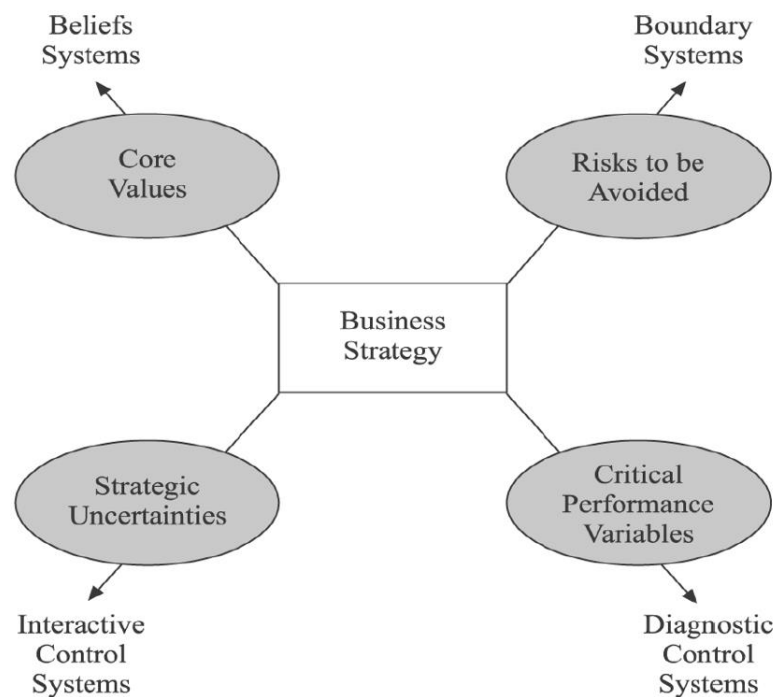 Beliefs
Systems
Boundary
Systems
Core
Values
Risks to be
Avoided
Business
Strategy
Strategic
Uncertainties
Critical
Performance
Variables
Interactive
Control
Systems
Diagnostic
Control
Systems